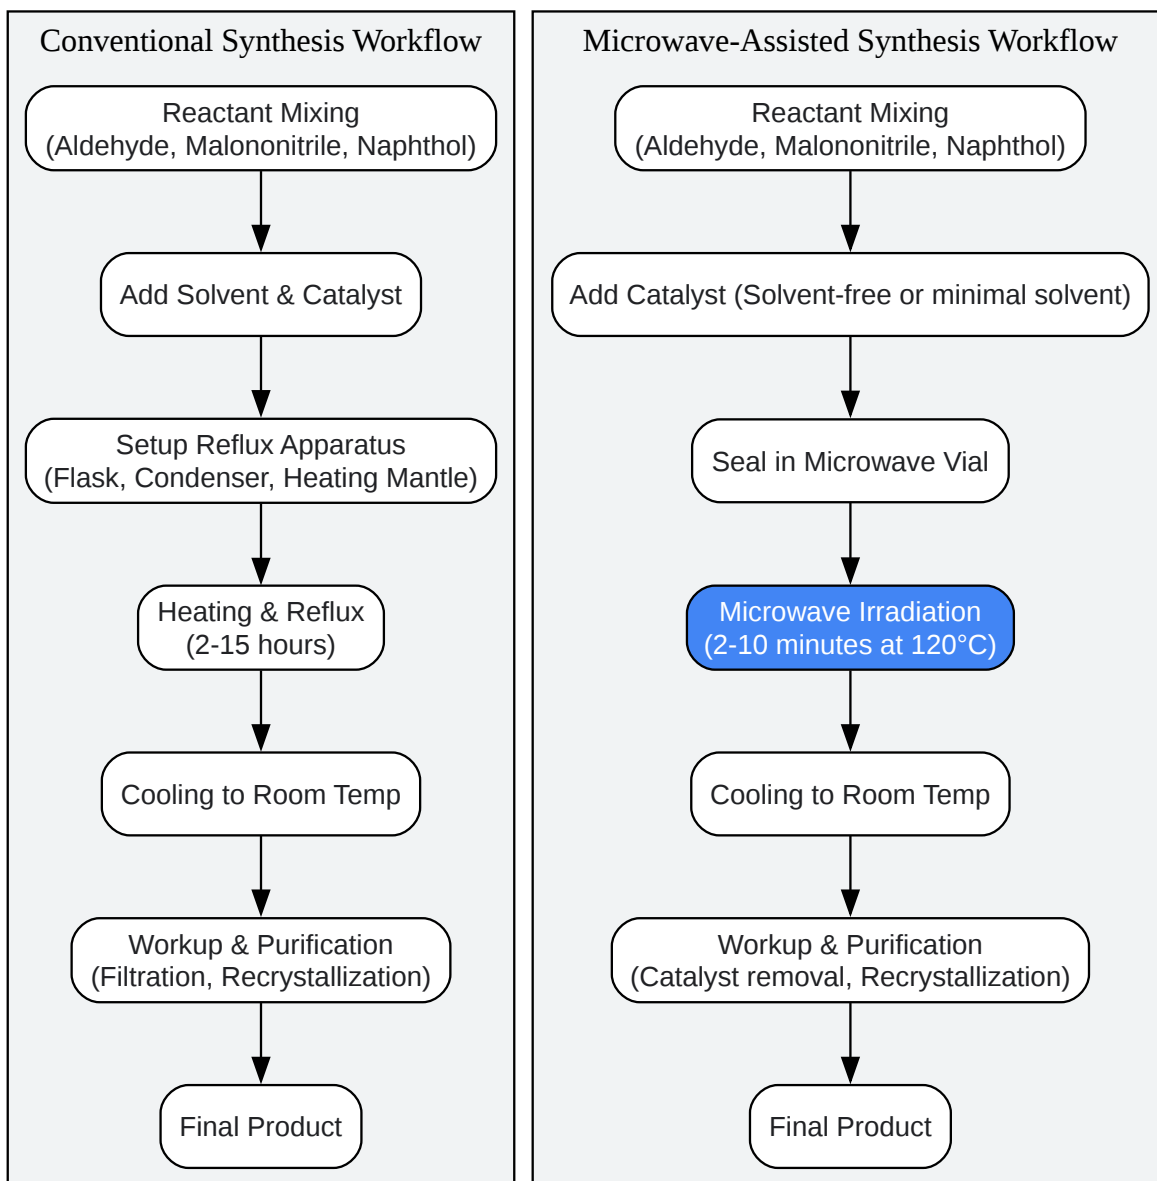 Conventional Synthesis Workflow
Reactant Mixing
(Aldehyde, Malononitrile, Naphthol)
Add Solvent & Catalyst
Setup Reflux Apparatus
(Flask, Condenser, Heating Mantle)
Heating & Reflux
(2-15 hours)
Cooling to Room Temp
Workup & Purification
(Filtration, Recrystallization)
Final Product
Microwave-Assisted Synthesis Workflow
Reactant Mixing
(Aldehyde, Malononitrile, Naphthol)
Add Catalyst (Solvent-free or minimal solvent)
Seal in Microwave Vial
Microwave Irradiation
(2-10 minutes at 120°C)
Cooling to Room Temp
Workup & Purification
(Catalyst removal, Recrystallization)
Final Product